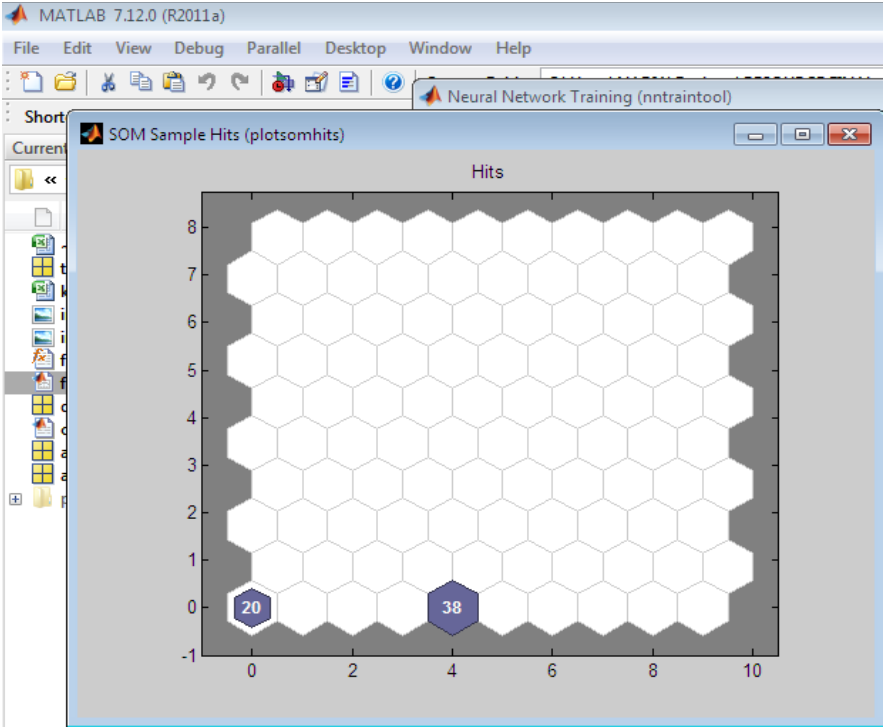 MATLAB 7.12.0 (R2011a)
File Edit View Debug Parallel Desktop Window Help
Neural Network Training (nntraintool)
Short
SOM Sample Hits (plotsomhits)
Current
«
Hits
8
7
6
5
4
3
2
1
0
-1
20
38
0 2 4 6 8 10